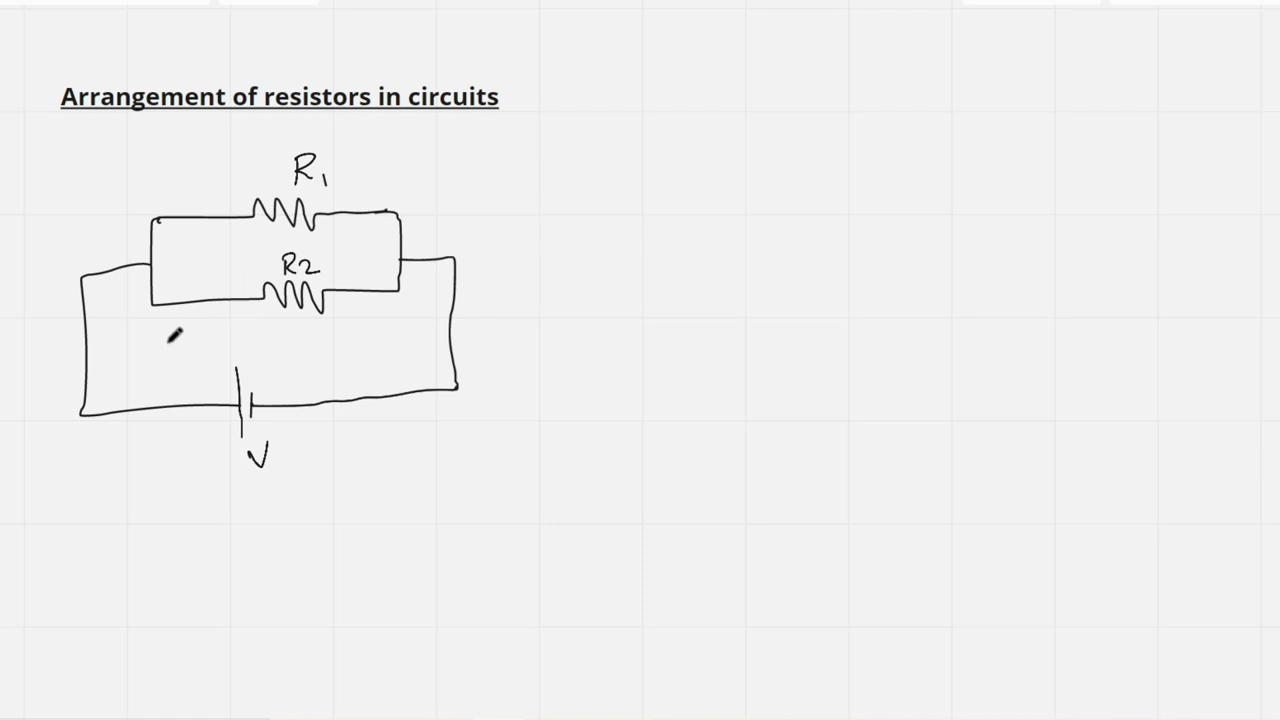 Arrangement of resistors in circuits
R1
R2
V